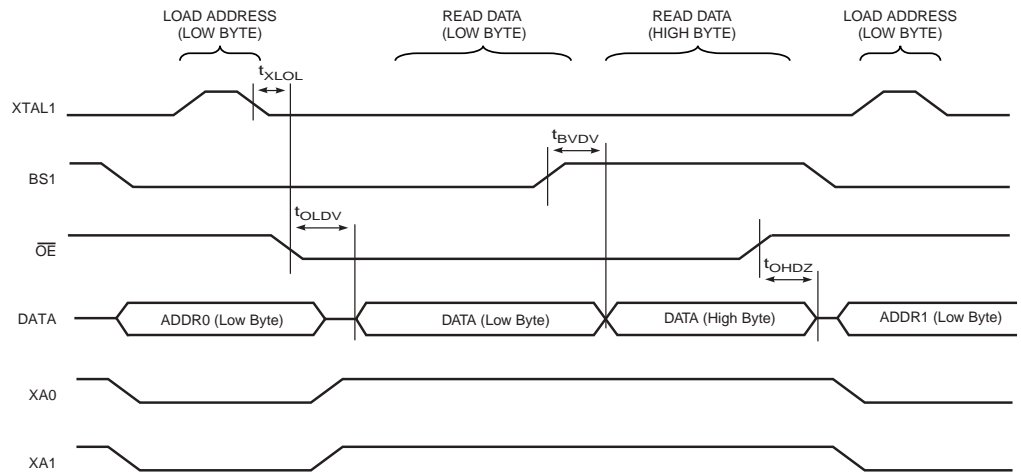 LOAD ADDRESS
(LOW BYTE)
READ DATA
(LOW BYTE)
READ DATA
(HIGH BYTE)
LOAD ADDRESS
(LOW BYTE)
tXLOL
XTAL1
tBVDV
BS1
tOLDV
OE
tOHDZ
DATA
ADDR0 (Low Byte)
DATA (Low Byte)
DATA (High Byte)
ADDR1 (Low Byte)
XA0
XA1